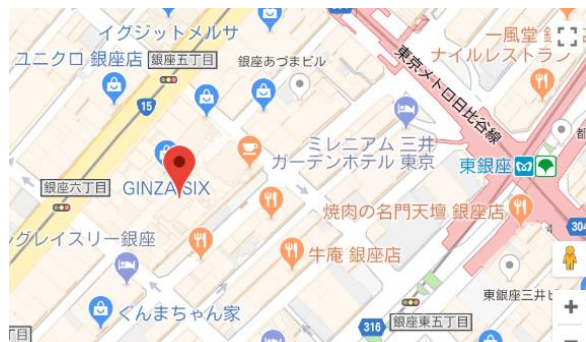 イグジットメルサ
ユニクロ 銀座店
銀座五丁目
銀座あづまビル
一風堂
ナイルレストラン
東京メトロ日比谷線
15
ミレニアム 三井
ガーデンホテル 東京
東銀座
銀座六丁目
GINZA SIX
焼肉の名門天壇 銀座店
304
グレイスリー銀座
牛庵 銀座店
ぐんまちゃん家
東銀座三井ビ
316
銀座東五丁目
丁目
+